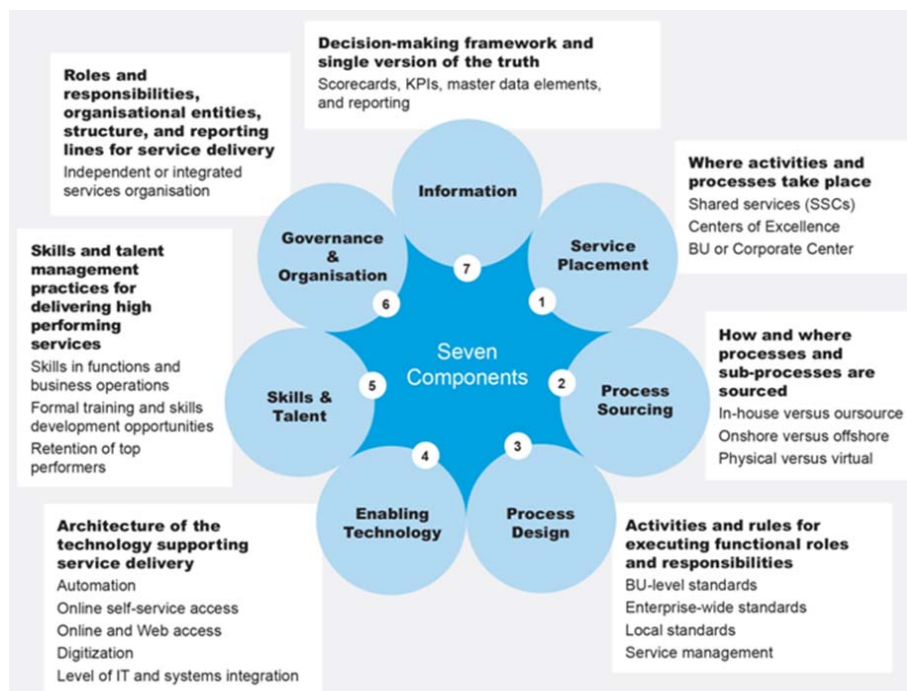 Decision-making framework and
single version of the truth
Scorecards, KPIs, master data elements,
and reporting
Roles and
responsibilities,
organisational entities,
structure, and reporting
lines for service delivery
Independent or integrated
services organisation
Where activities and
processes take place
Shared services (SSCs)
Centers of Excellence
BU or Corporate Center
Information
7
Governance
&
Organisation
6
Service
Placement
1
Skills and talent
management
practices for
delivering high
performing
services
Skills in functions and
business operations
Formal training and skills
development opportunities
Retention of top
performers
Seven
Components
Skills &
Talent
5
Process
Sourcing
2
How and where
processes and
sub-processes are
sourced
In-house versus oursource
Onshore versus offshore
Physical versus virtual
Enabling
Technology
4
Process
Design
3
Architecture of the
technology supporting
service delivery
Automation
Online self-service access
Online and Web access
Digitization
Level of IT and systems integration
Activities and rules for
executing functional roles
and responsibilities
BU-level standards
Enterprise-wide standards
Local standards
Service management